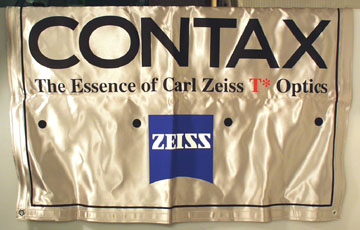 CONTAX
The Essence of Carl Zeiss T* Optics
ZEISS